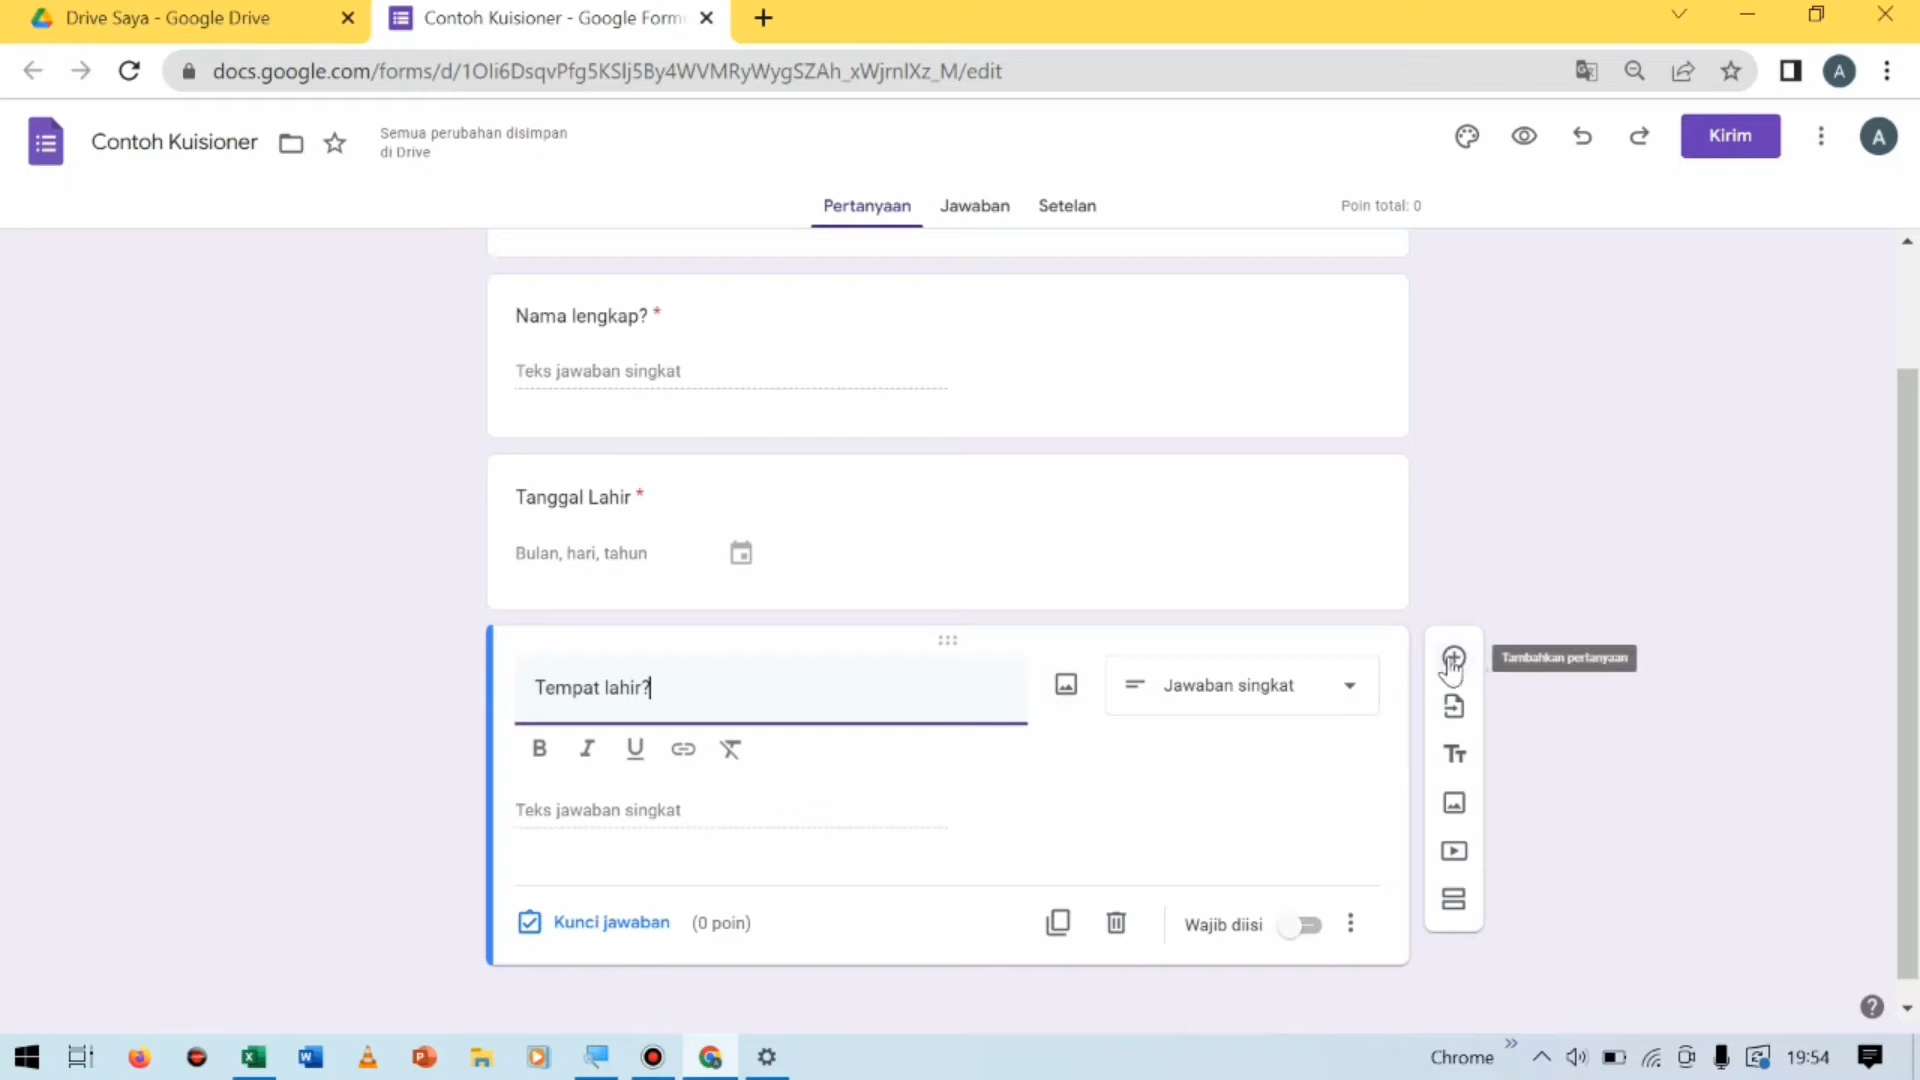 Drive Saya - Google Drive
Contoh Kuisioner - Google Form
docs.google.com/forms/d/1Oli6DsqvPfg5KSlj5By4WVMRyWygSZAh_xWjrnlXz_M/edit
A
Contoh Kuisioner
Semua perubahan disimpan
di Drive
Kirim
A
Pertanyaan
Jawaban
Setelan
Poin total: 0
Nama lengkap? *
Teks jawaban singkat
Tanggal Lahir *
Bulan, hari, tahun
Tempat lahir?
Jawaban singkat
Tambahkan pertanyaan
B I U
Tт
Teks jawaban singkat
Kunci jawaban (0 poin)
Wajib diisi
Chrome
19:54